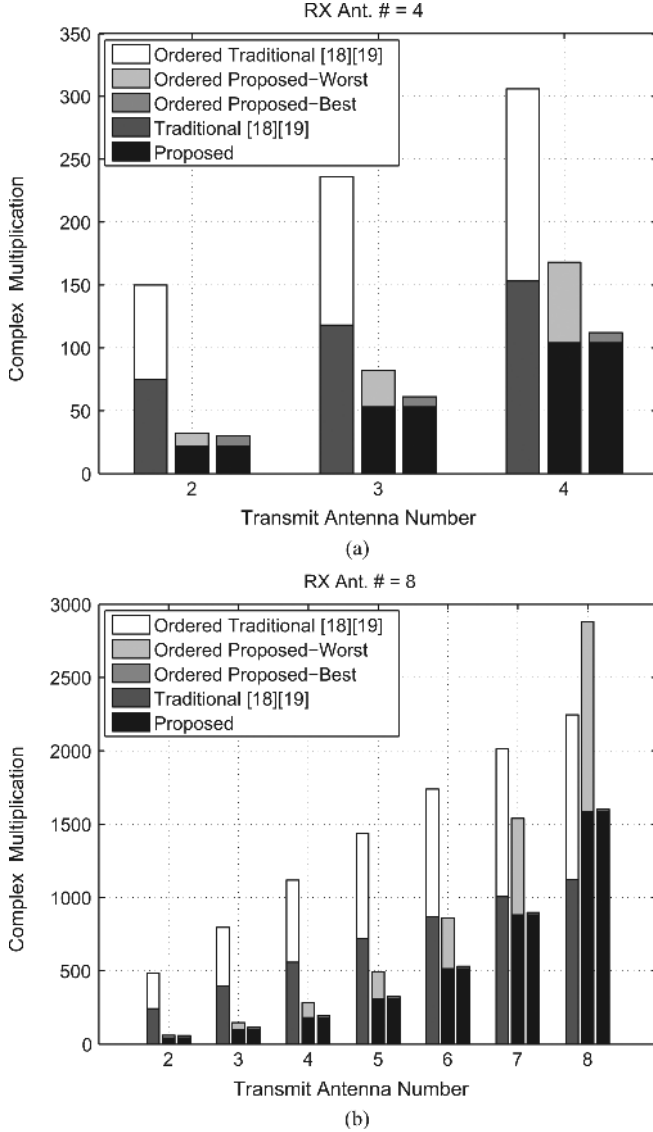 RX Ant. # = 4
350
300
250
200
150
100
50
0
Complex Multiplication
Ordered Traditional [18][19]
Ordered Proposed-Worst
Ordered Proposed-Best
Traditional [18][19]
Proposed
2 3 4
Transmit Antenna Number
(a)
RX Ant. # = 8
3000
2500
2000
1500
1000
500
0
Complex Multiplication
Ordered Traditional [18][19]
Ordered Proposed-Worst
Ordered Proposed-Best
Traditional [18][19]
Proposed
2 3 4 5 6 7 8
Transmit Antenna Number
(b)